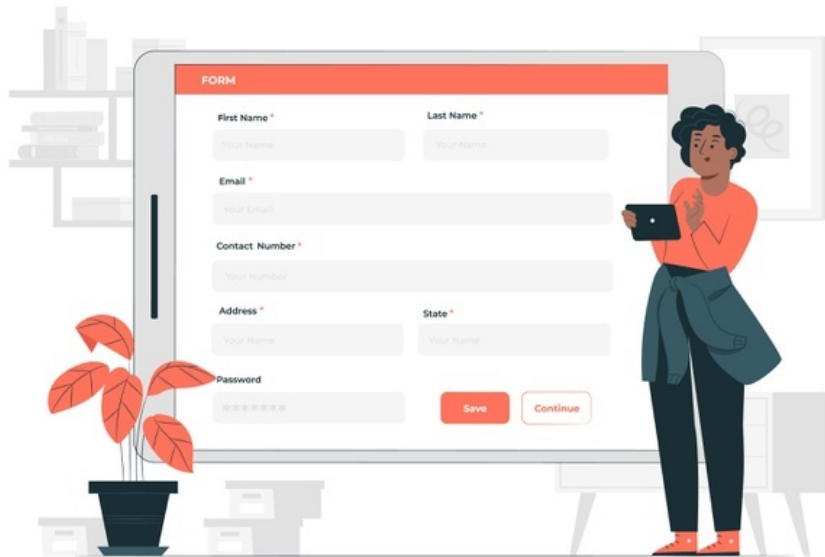 FORM
First Name * Last Name *
Your Name Your Name
Email *
Your Email
Contact Number *
Your Number
Address * State *
Your Name Your Name
Password
*******
Save Continue